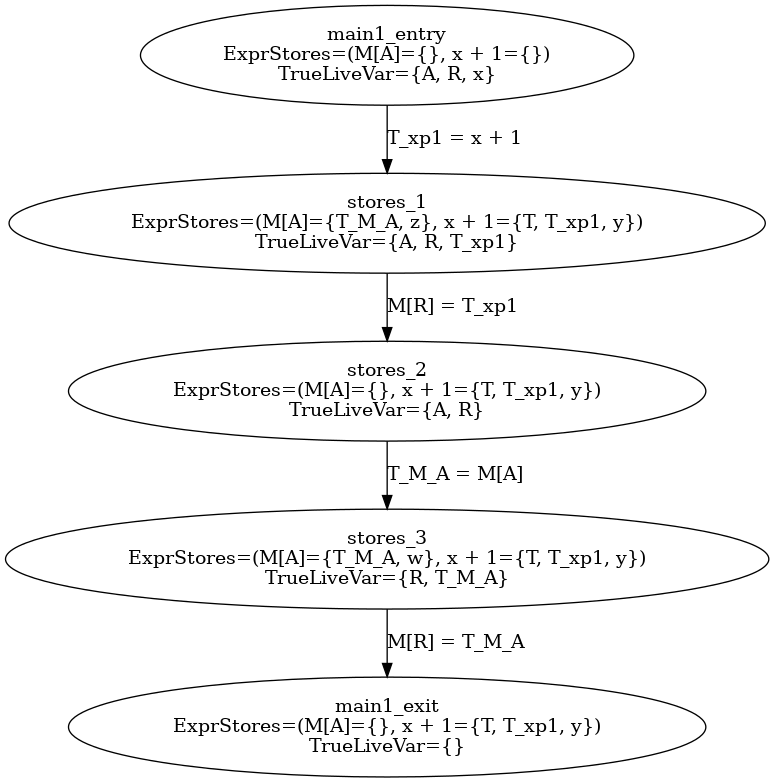 main1_entry
ExprStores=(M[A]={}, x + 1={})
TrueLiveVar={A, R, x}
T_xp1 = x + 1
stores_1
ExprStores=(M[A]={T_M_A, z}, x + 1={T, T_xp1, y})
TrueLiveVar={A, R, T_xp1}
M[R] = T_xp1
stores_2
ExprStores=(M[A]={}, x + 1={T, T_xp1, y})
TrueLiveVar={A, R}
T_M_A = M[A]
stores_3
ExprStores=(M[A]={T_M_A, w}, x + 1={T, T_xp1, y})
TrueLiveVar={R, T_M_A}
M[R] = T_M_A
main1_exit
ExprStores=(M[A]={}, x + 1={T, T_xp1, y})
TrueLiveVar={}